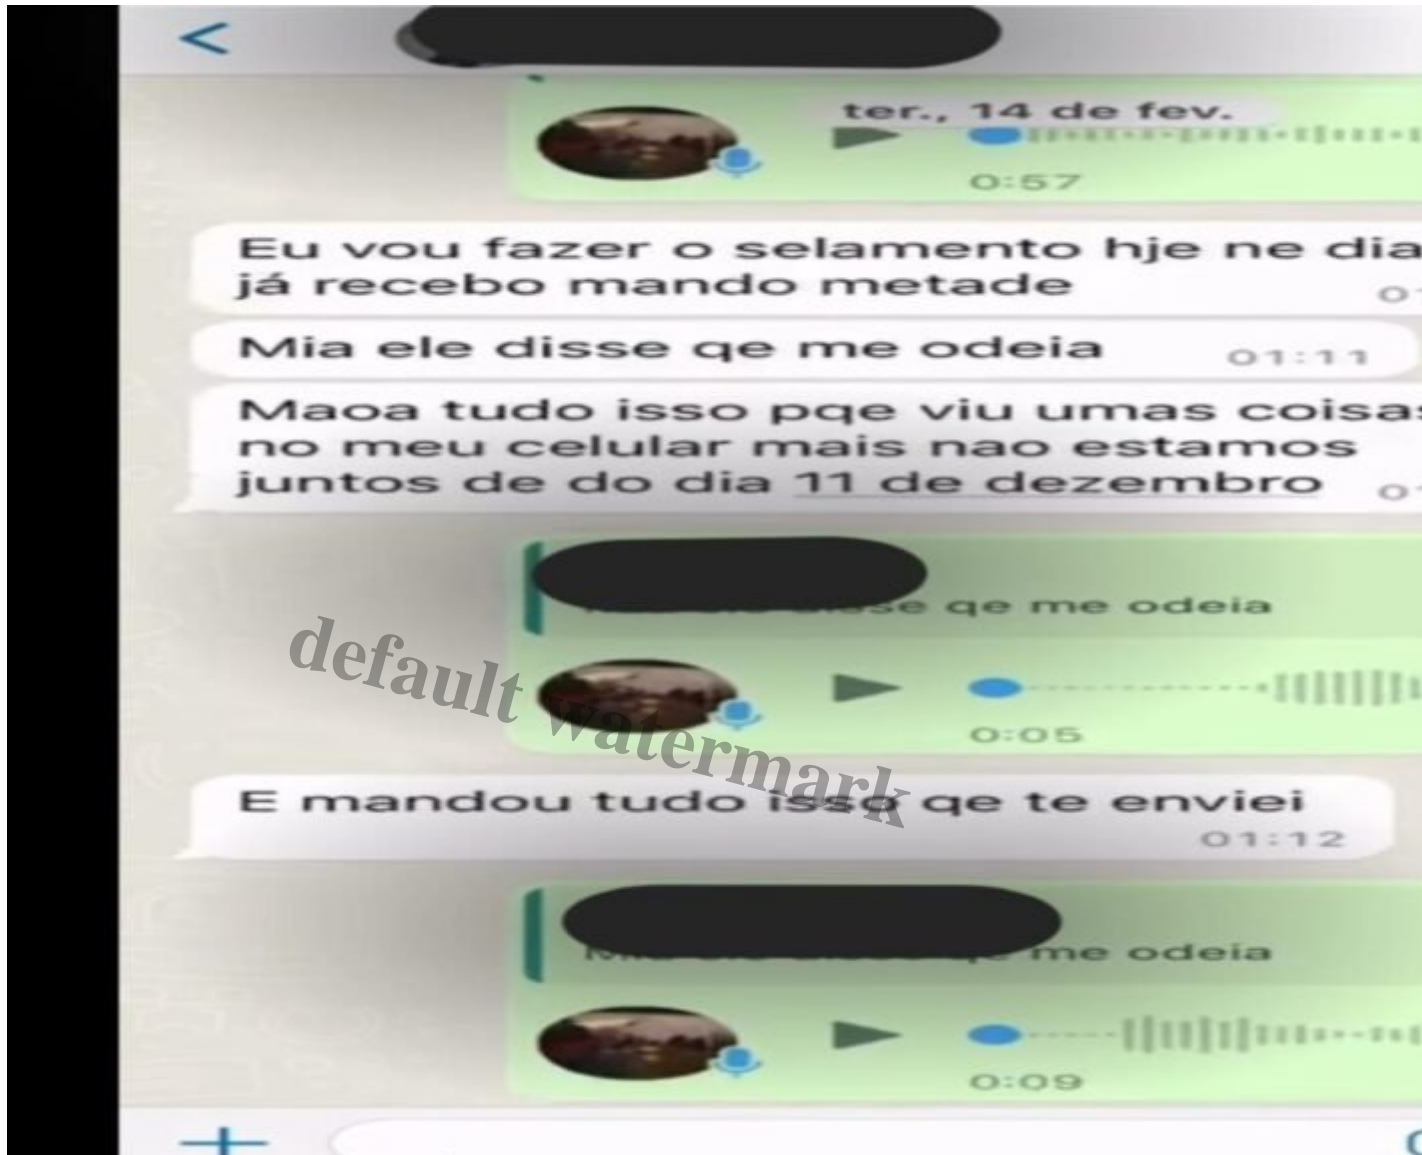 ter., 14 de fev.
0:57
Eu vou fazer o selamento hje ne dia
já recebo mando metade
Mia ele disse qe me odeia
01:11
Maoa tudo isso pqe viu umas coisas
no meu celular mais nao estamos
juntos de do dia 11 de dezembro
qe me odeia
0:05
default watermark
E mandou tudo isso qe te enviei
01:12
me odeia
0:09